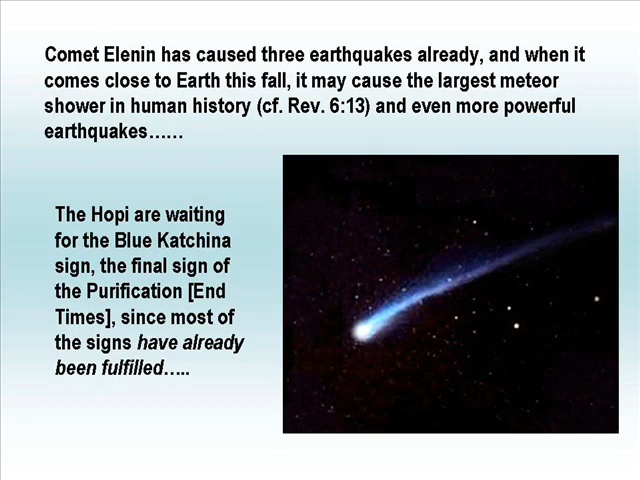 Comet Elenin has caused three earthquakes already, and when it
comes close to Earth this fall, it may cause the largest meteor
shower in human history (cf. Rev. 6:13) and even more powerful
earthquakes……
The Hopi are waiting
for the Blue Katchina
sign, the final sign of
the Purification [End
Times], since most of
the signs have already
been fulfilled…..